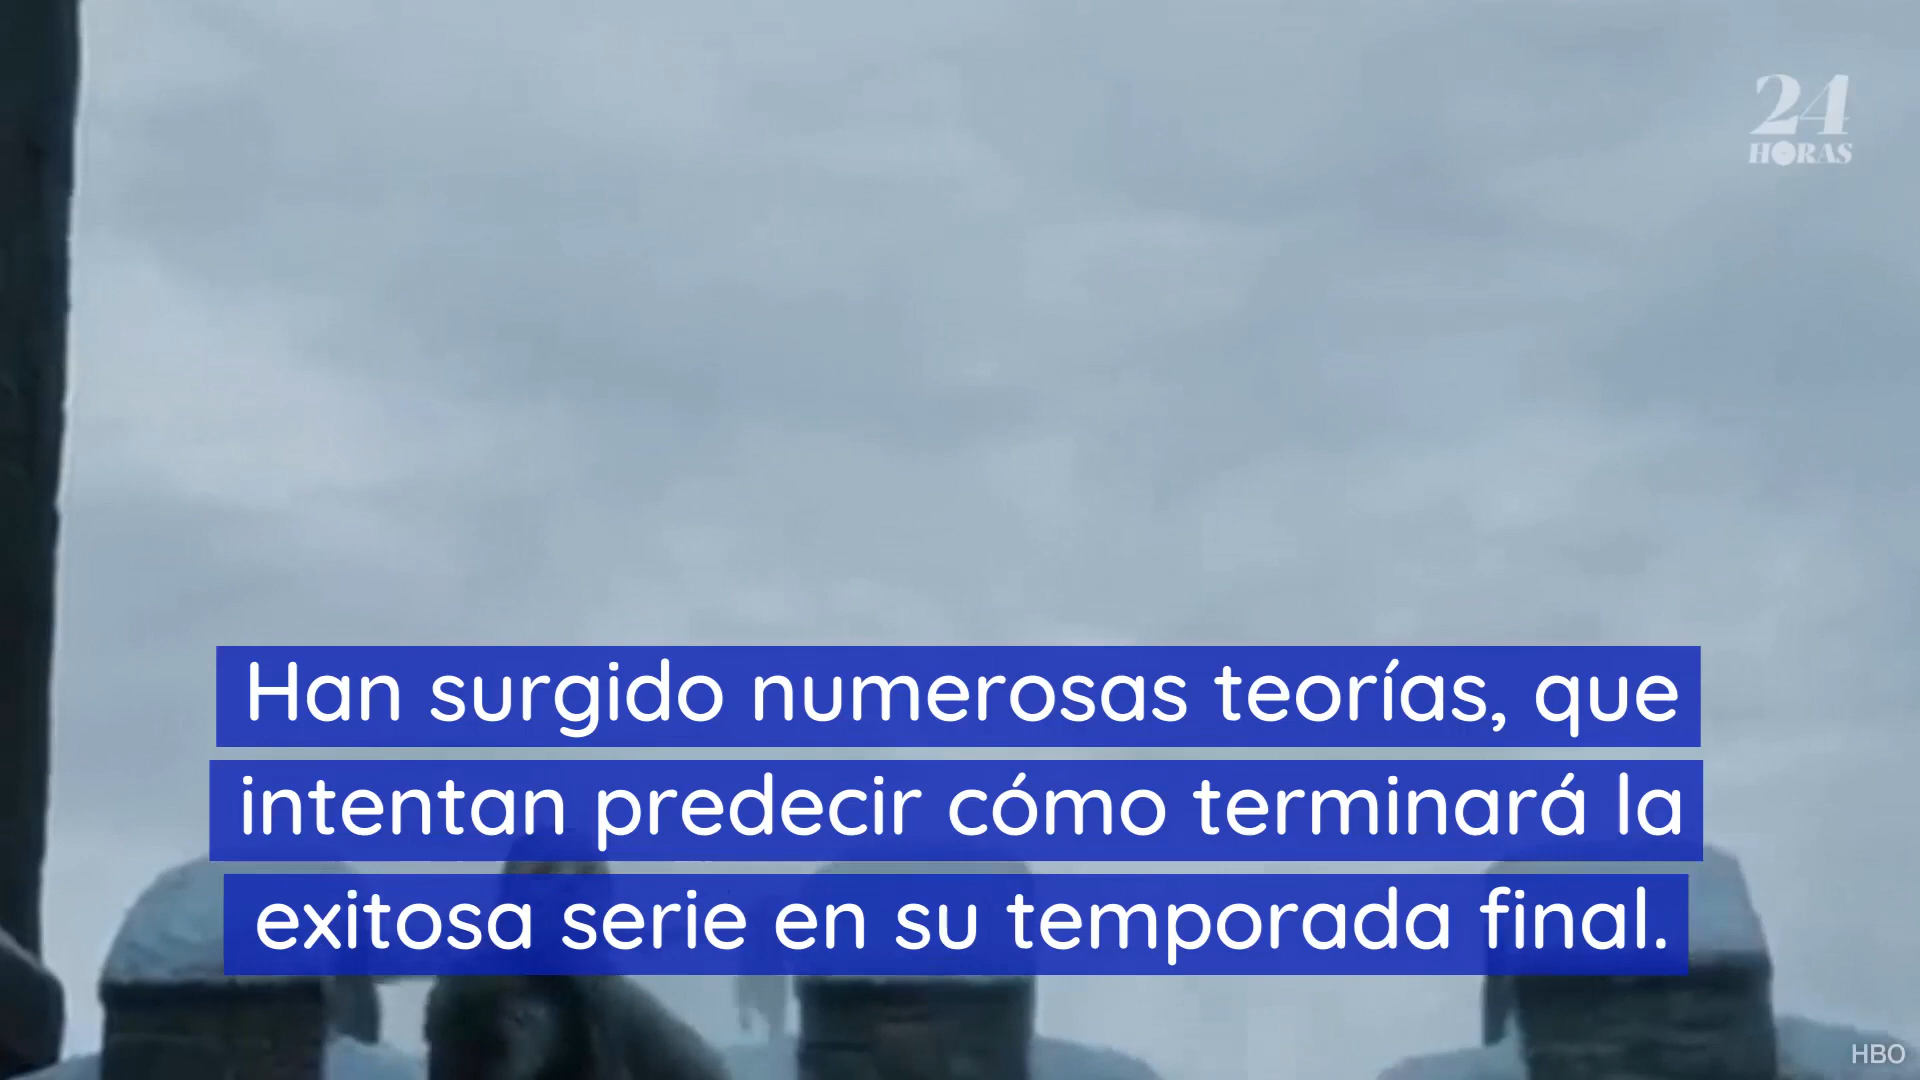 24
HORAS
Han surgido numerosas teorías, que
intentan predecir cómo terminará la
exitosa serie en su temporada final.
HBO